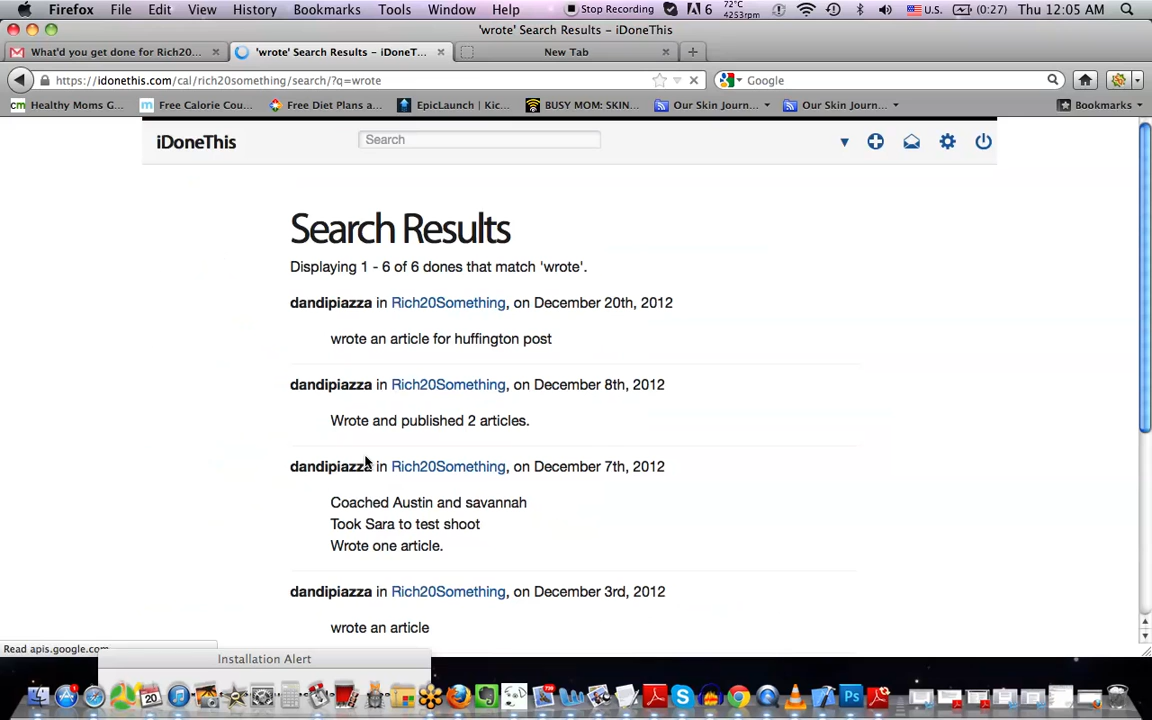 Firefox File Edit View History Bookmarks Tools Window Help Stop Recording 6 72°C 4253rpm U.S. (0:27) Thu 12:05 AM
'wrote' Search Results – iDoneThis
What'd you get done for Rich20... 'wrote' Search Results – iDoneT... New Tab
https://idonethis.com/cal/rich20something/search/?q=wrote Google
Healthy Moms G... Free Calorie Cou... Free Diet Plans a... EpicLaunch | Kic... BUSY MOM: SKIN... Our Skin Journ... Our Skin Journ... Bookmarks
iDoneThis Search
Search Results
Displaying 1 - 6 of 6 dones that match 'wrote'.
dandipiazza in Rich20Something, on December 20th, 2012
wrote an article for huffington post
dandipiazza in Rich20Something, on December 8th, 2012
Wrote and published 2 articles.
dandipiazza in Rich20Something, on December 7th, 2012
Coached Austin and savannah
Took Sara to test shoot
Wrote one article.
dandipiazza in Rich20Something, on December 3rd, 2012
wrote an article
Read apis.google.com
Installation Alert
20